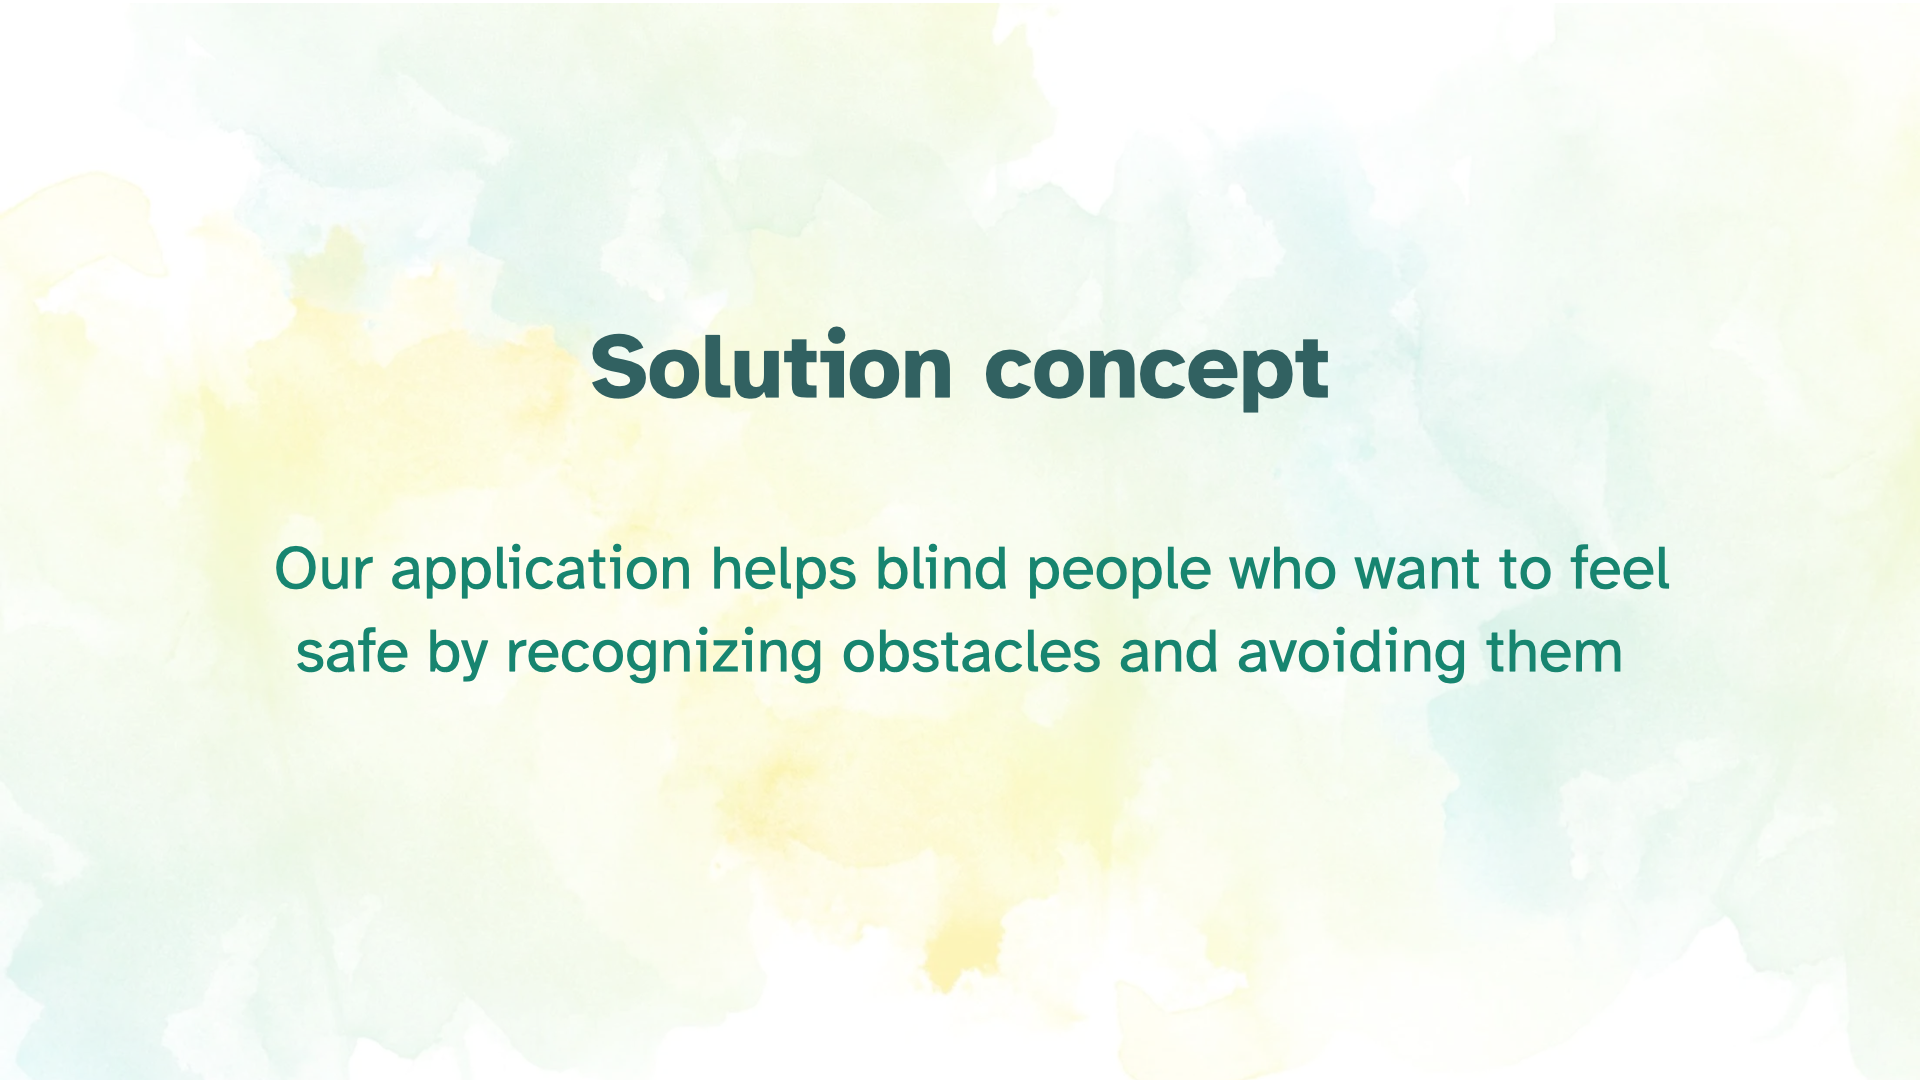 Solution concept
Our application helps blind people who want to feel
safe by recognizing obstacles and avoiding them